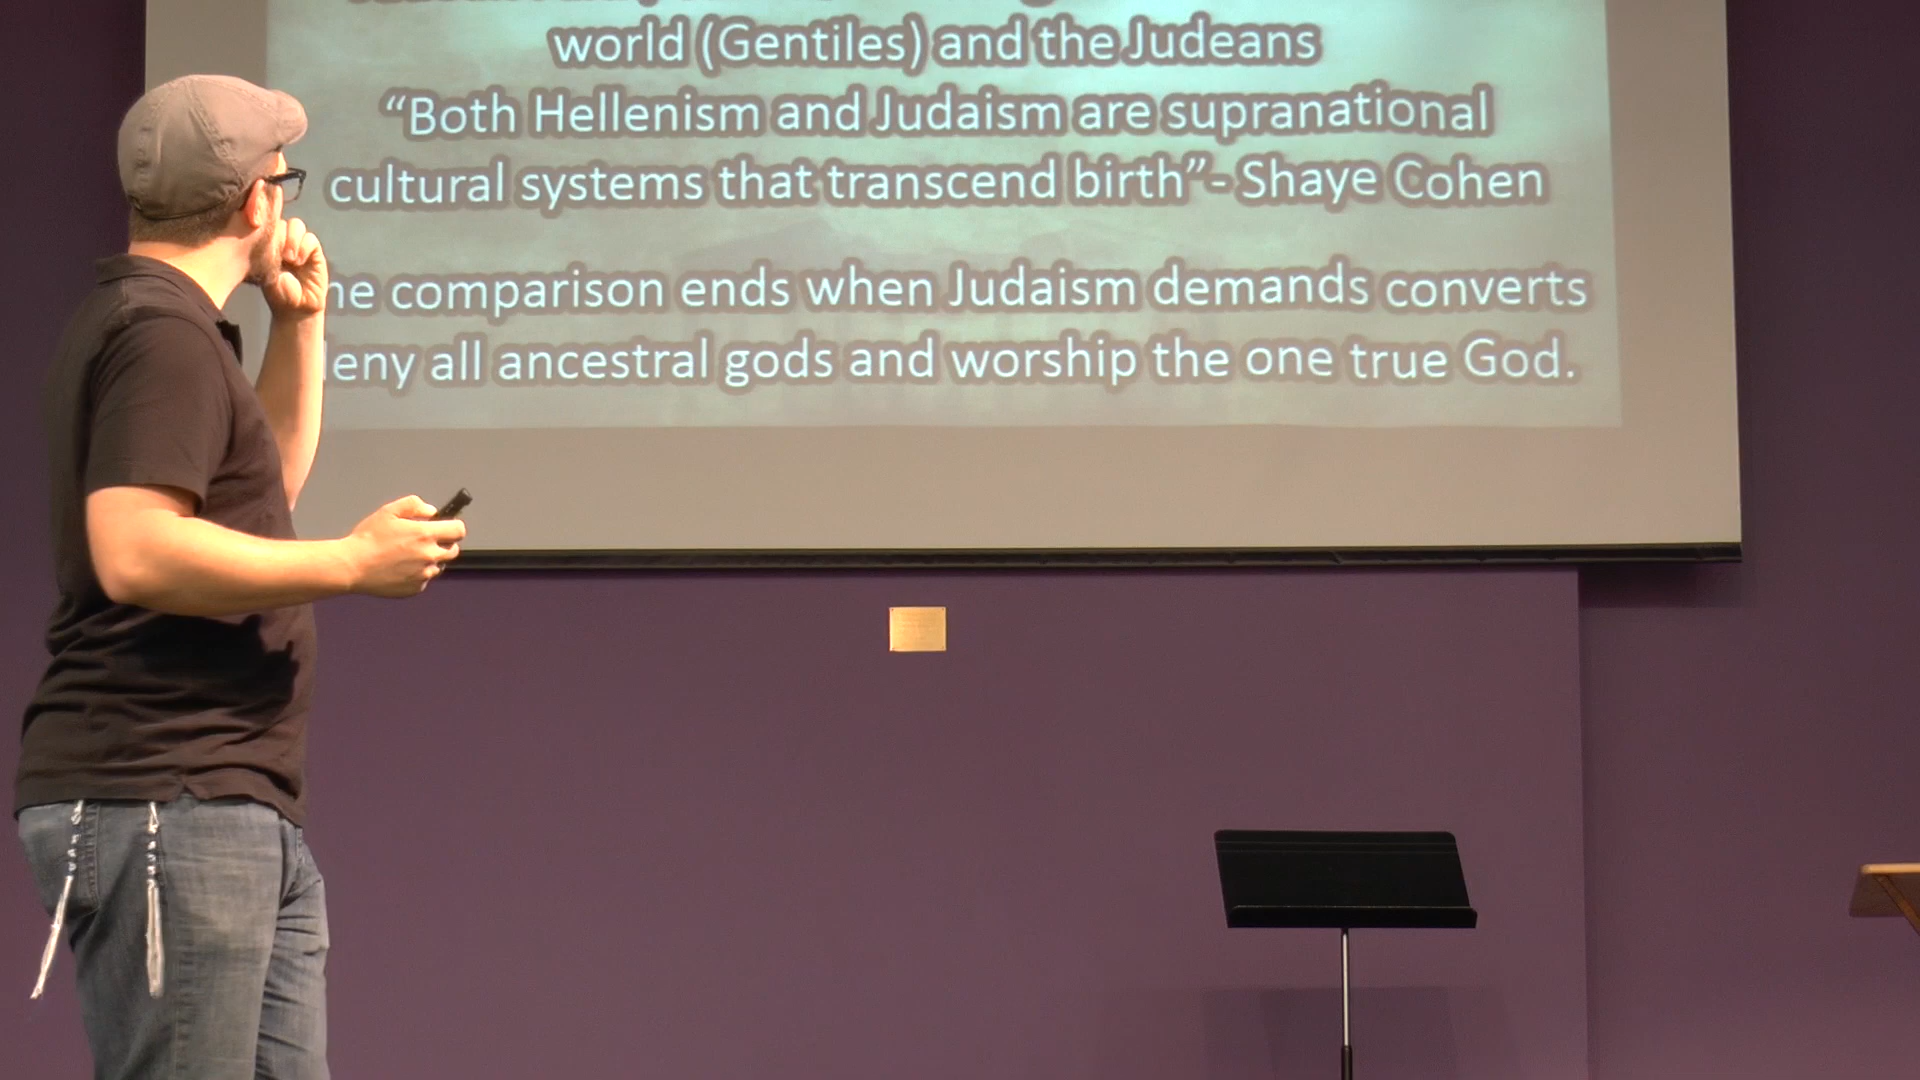 world (Gentiles) and the Judeans
“Both Hellenism and Judaism are supranational
cultural systems that transcend birth”- Shaye Cohen
comparison ends when Judaism demands converts
all ancestral gods and worship the one true God.